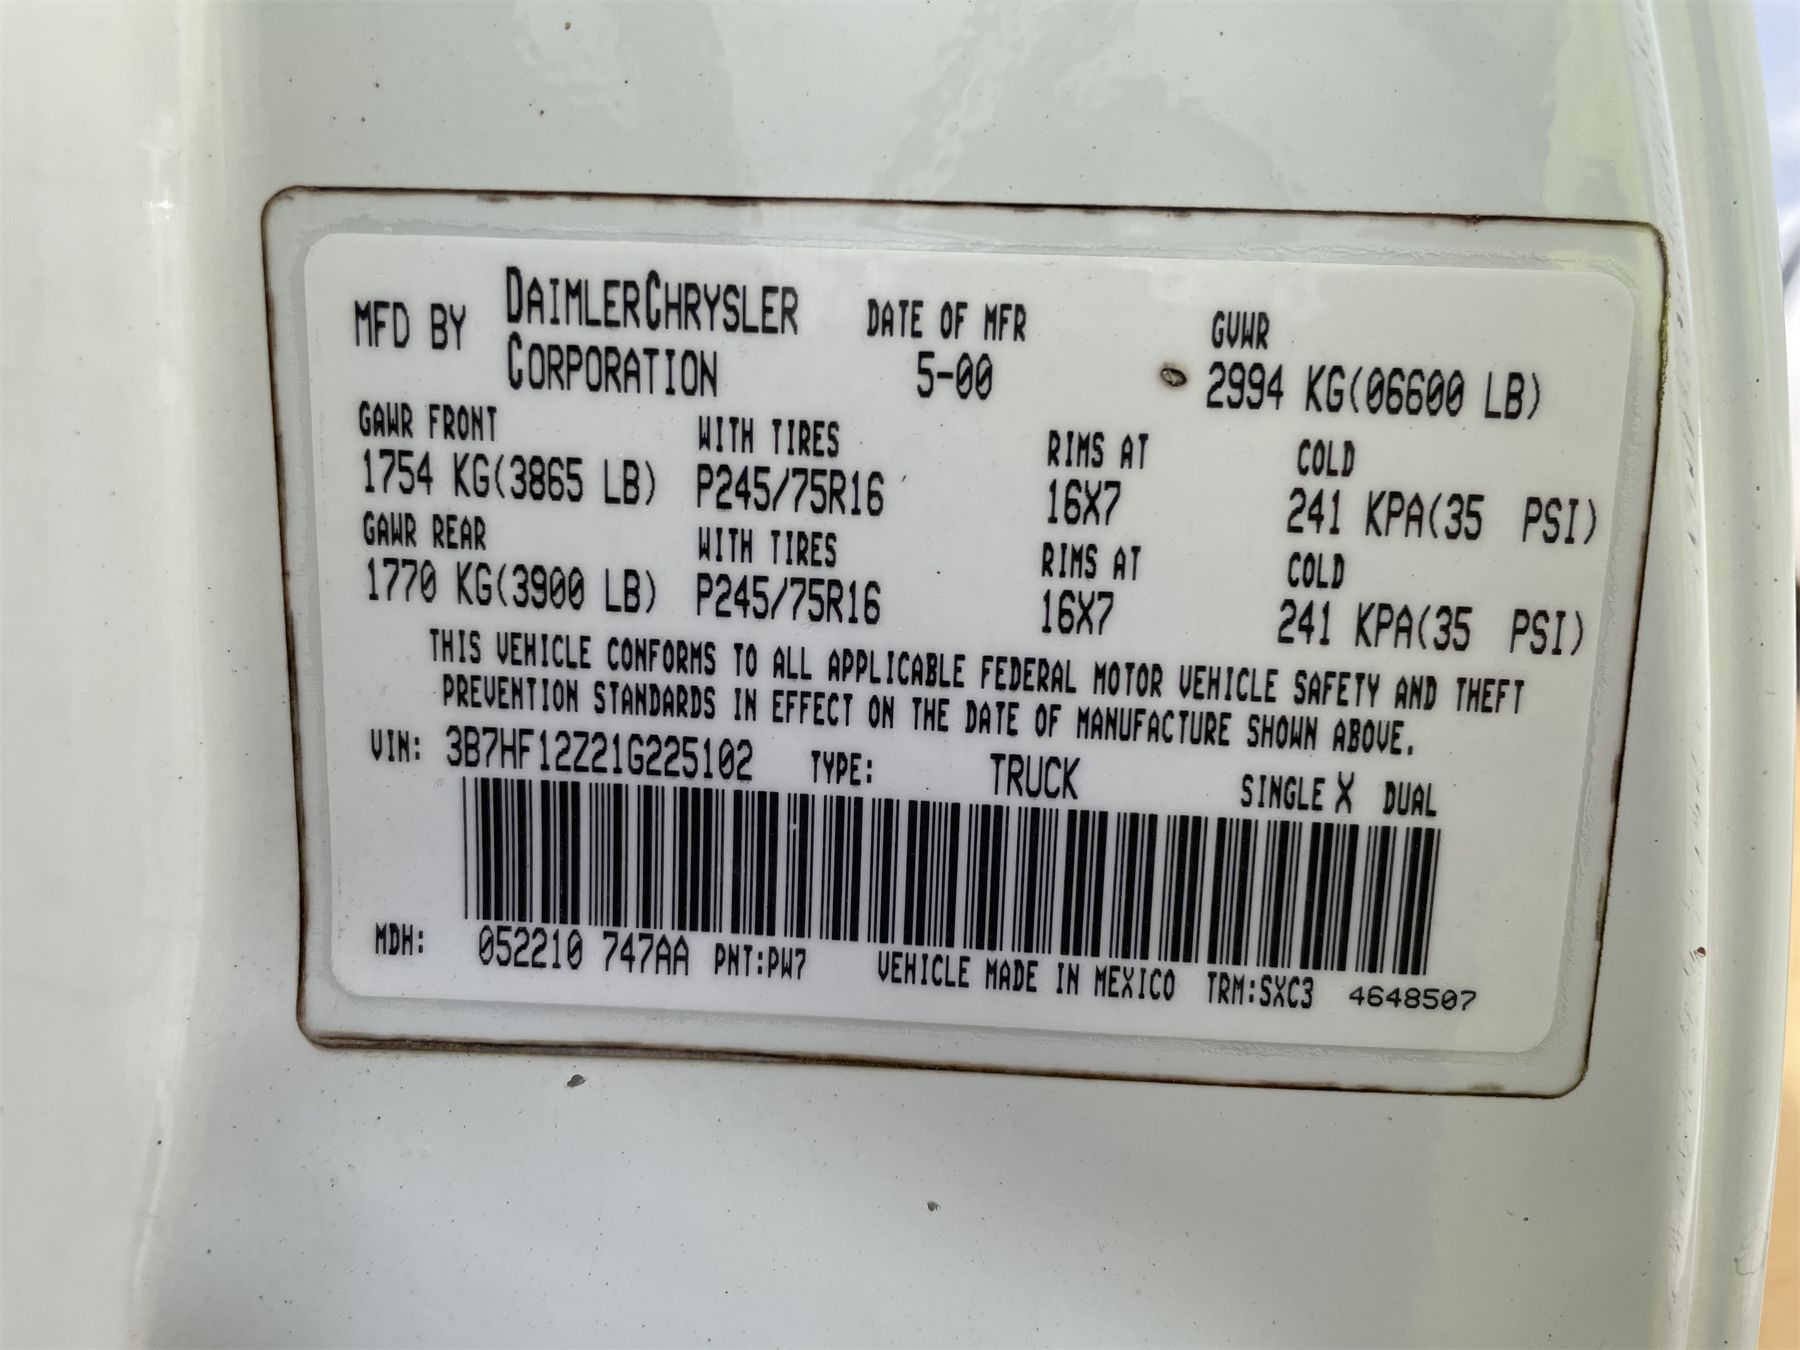 MFD BY DAIMLERCHRYSLER CORPORATION DATE OF MFR 5-00 GVWR 2994 KG(06600 LB)
GAWR FRONT WITH TIRES RIMS AT COLD
1754 KG(3865 LB) P245/75R16 16X7 241 KPA(35 PSI)
GAWR REAR WITH TIRES RIMS AT COLD
1770 KG(3900 LB) P245/75R16 16X7 241 KPA(35 PSI)
THIS VEHICLE CONFORMS TO ALL APPLICABLE FEDERAL MOTOR VEHICLE SAFETY AND THEFT
PREVENTION STANDARDS IN EFFECT ON THE DATE OF MANUFACTURE SHOWN ABOVE.
VIN: 3B7HF12Z21G225102 TYPE: TRUCK SINGLE X DUAL
MDH: 052210 747AA PNT:PW7 VEHICLE MADE IN MEXICO TRM:SXC3 4648507